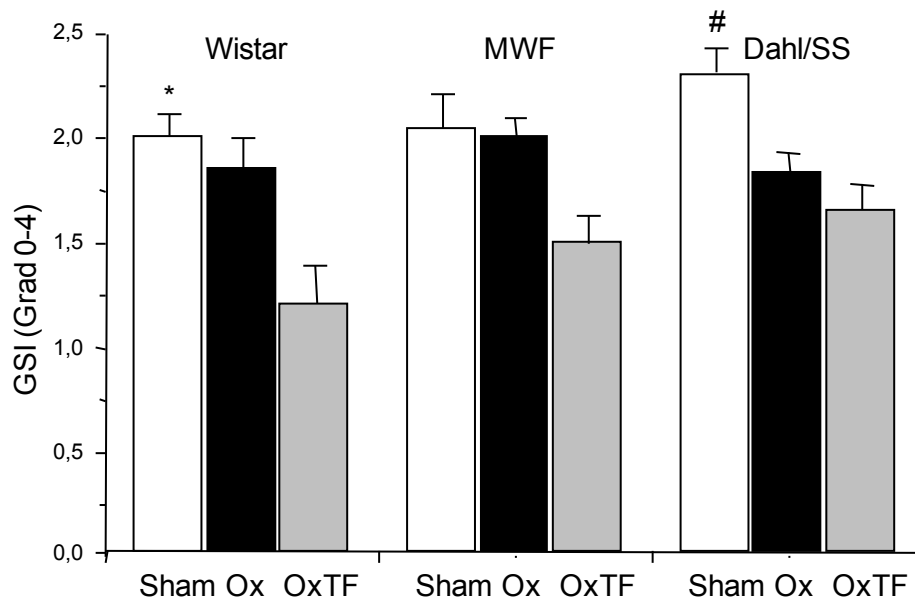 #
2,5
Wistar MWF Dahl/SS
*
2,0
1,5
1,0
0,5
0,0
GSI (Grad 0-4)
Sham Ox OxTF Sham Ox OxTF Sham Ox OxTF